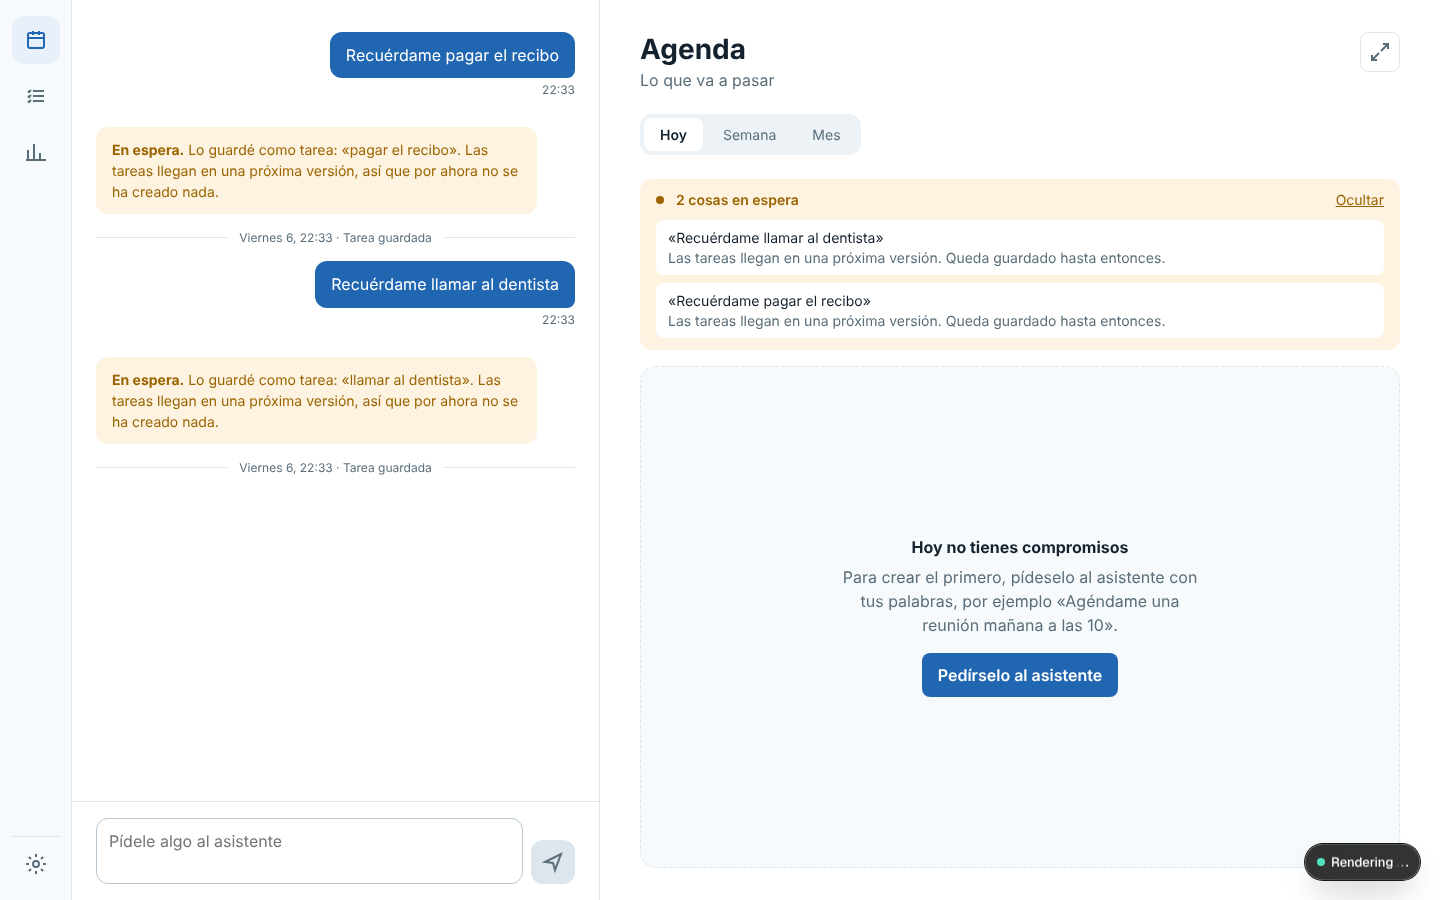 Recuérdame pagar el recibo
22:33
En espera. Lo guardé como tarea: «pagar el recibo». Las
tareas llegan en una próxima versión, así que por ahora no se
ha creado nada.
Viernes 6, 22:33 · Tarea guardada
Recuérdame llamar al dentista
22:33
En espera. Lo guardé como tarea: «llamar al dentista». Las
tareas llegan en una próxima versión, así que por ahora no se
ha creado nada.
Viernes 6, 22:33 · Tarea guardada
Pídele algo al asistente
Agenda
Lo que va a pasar
Hoy Semana Mes
2 cosas en espera Ocultar
«Recuérdame llamar al dentista»
Las tareas llegan en una próxima versión. Queda guardado hasta entonces.
«Recuérdame pagar el recibo»
Las tareas llegan en una próxima versión. Queda guardado hasta entonces.
Hoy no tienes compromisos
Para crear el primero, pídeselo al asistente con
tus palabras, por ejemplo «Agéndame una
reunión mañana a las 10».
Pedírselo al asistente
Rendering ...